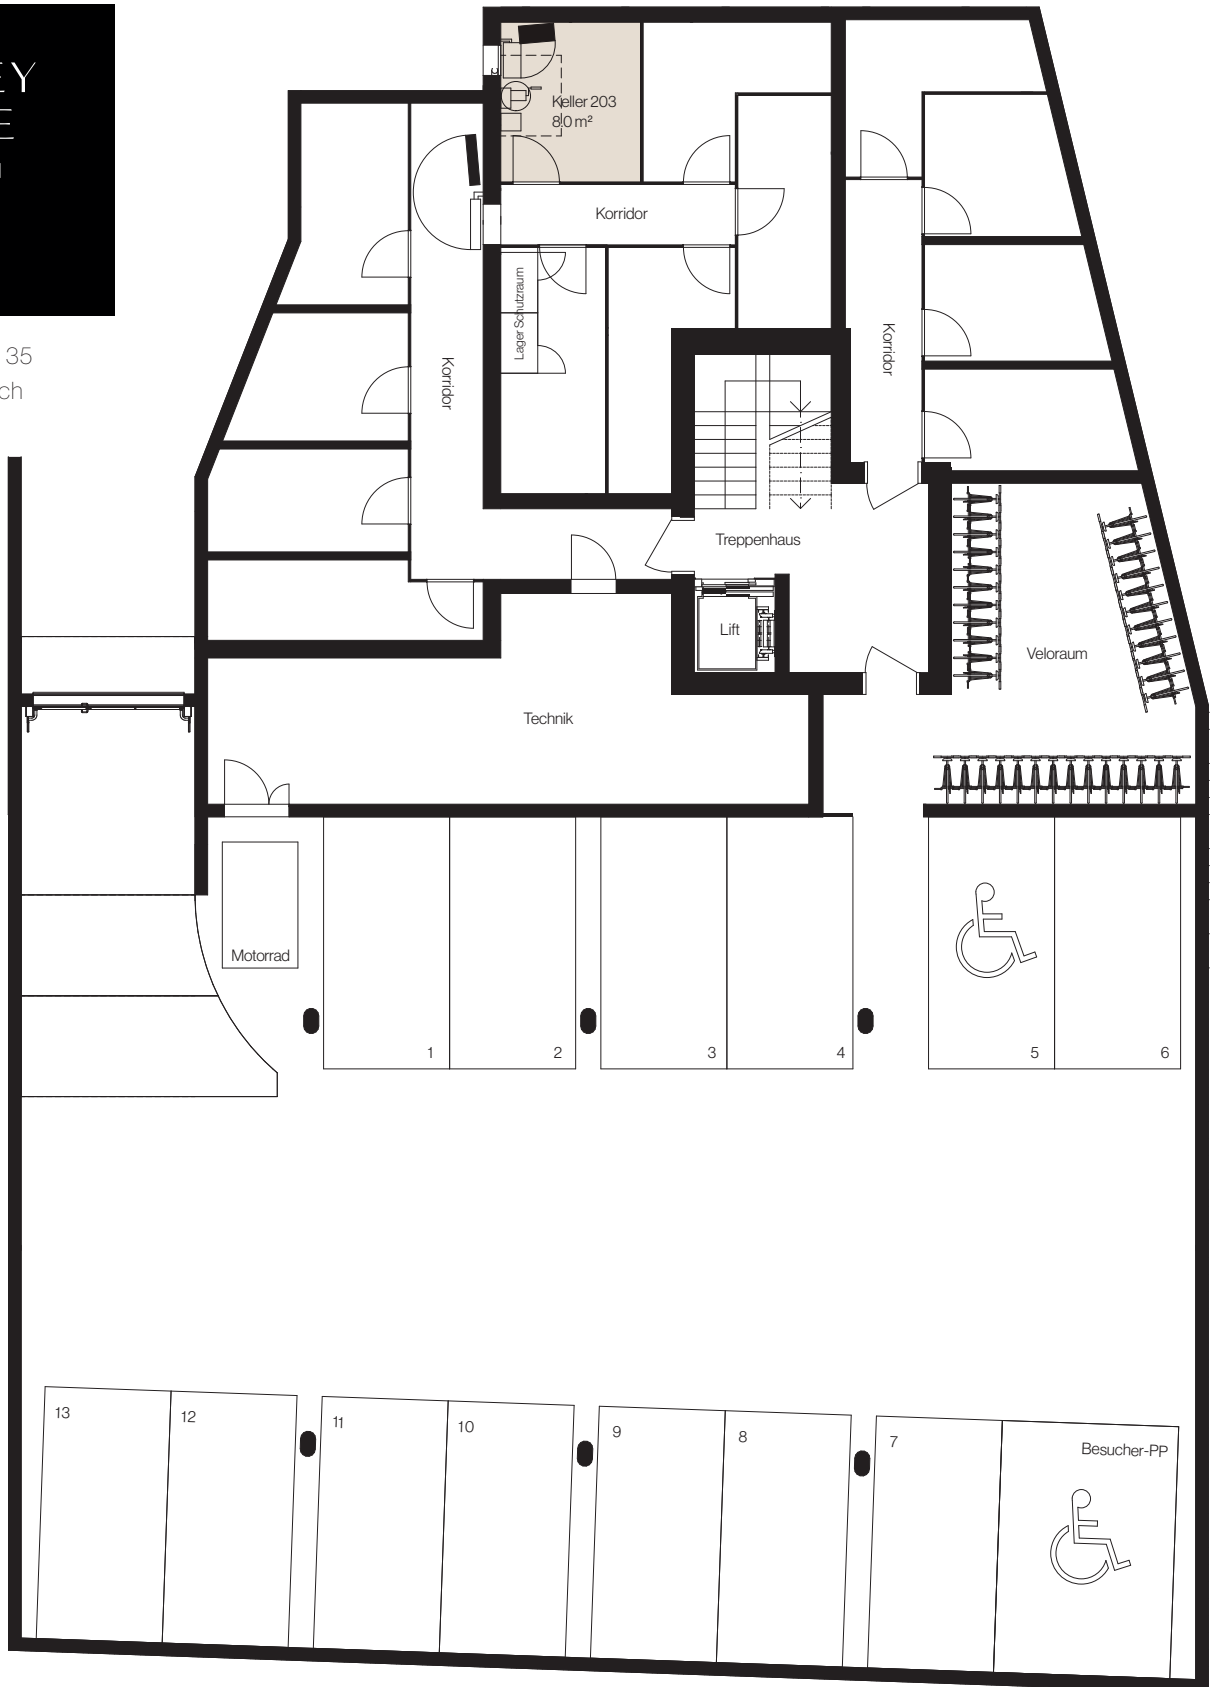 EY
E
35
ch
Keller 203
8.0 m²
Korridor
Lager Schutzraum
Korridor
Korridor
Treppenhaus
Lift
Veloraum
Technik
Motorrad
1
2
3
4
5
6
13
12
11
10
9
8
7
Besucher-PP